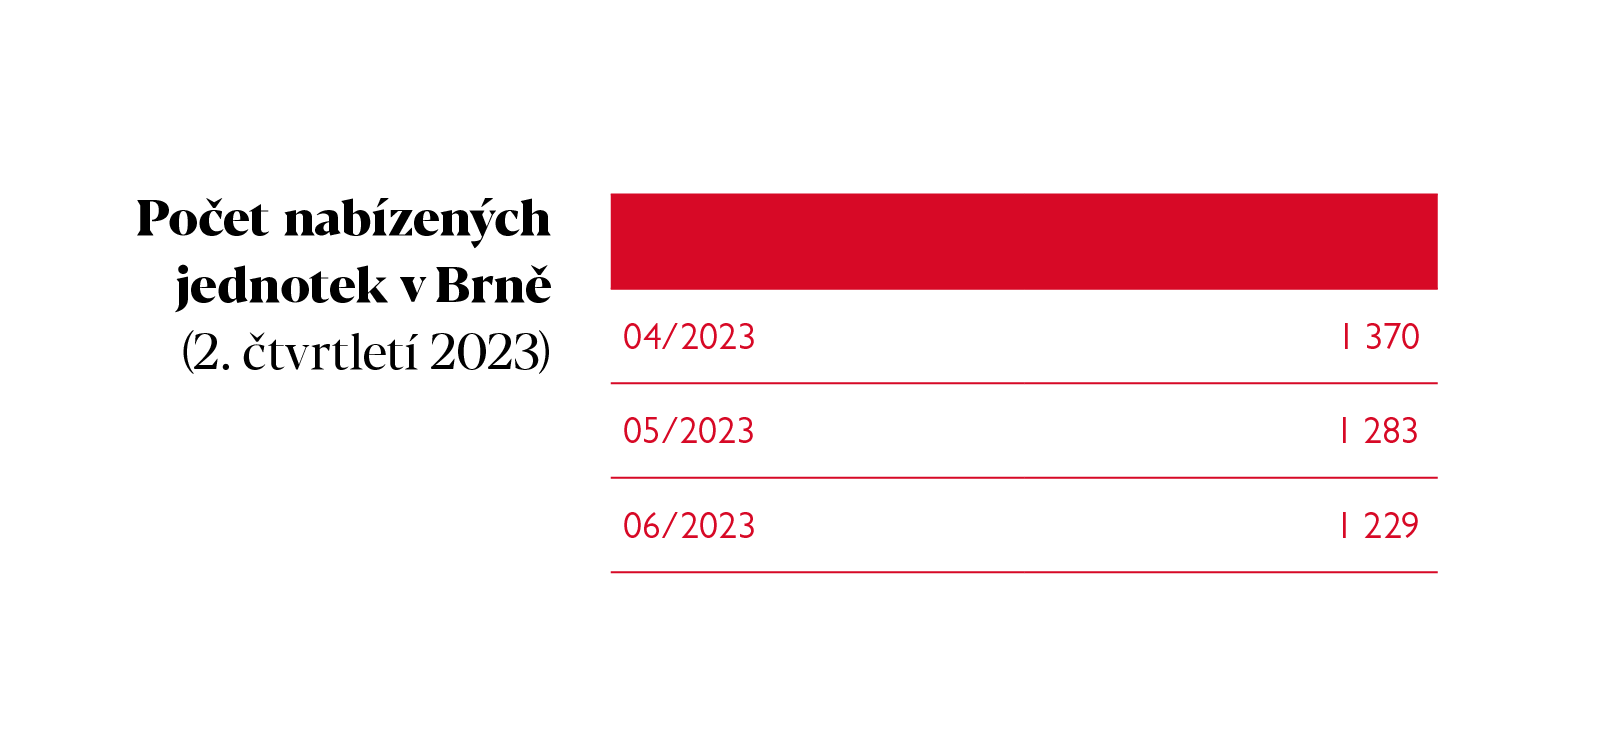 Počet nabízených
jednotek v Brně
(2. čtvrtletí 2023)
04/2023 1 370
05/2023 1 283
06/2023 1 229